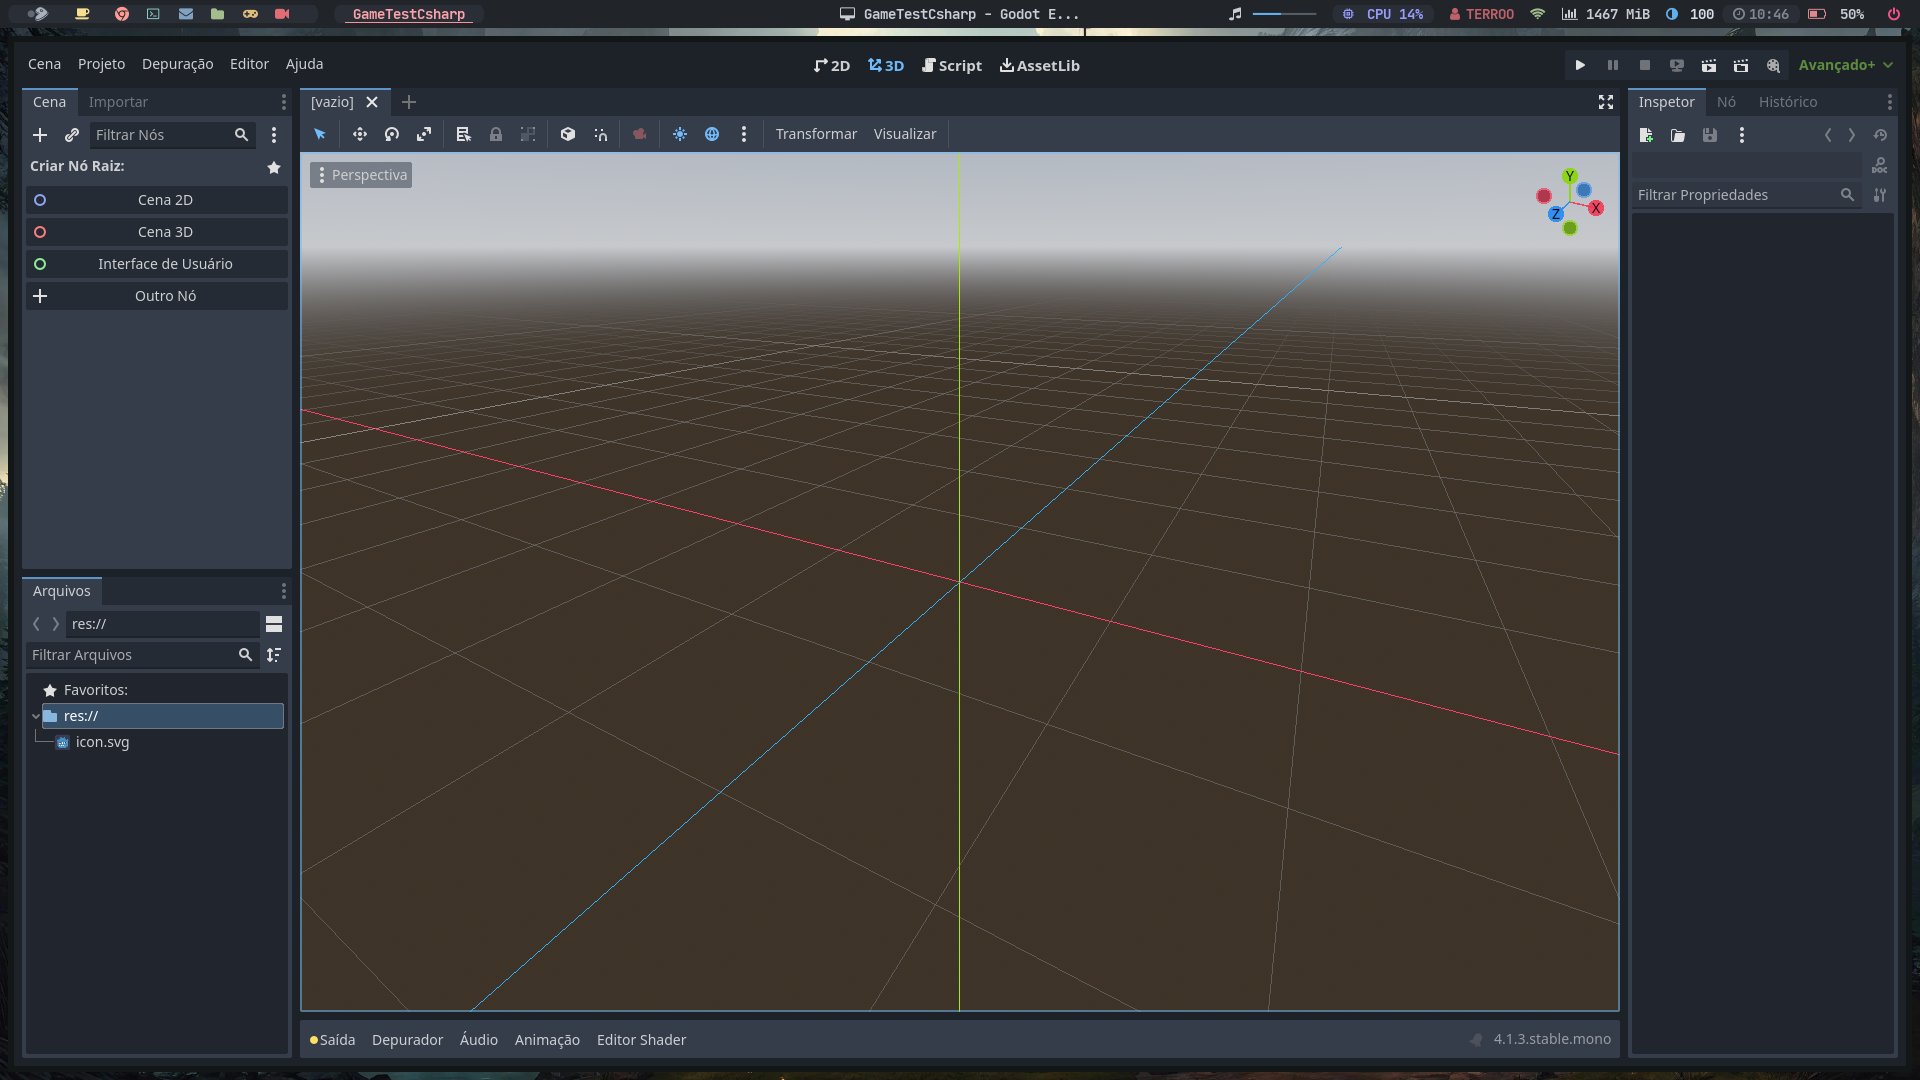 GameTestCsharp
GameTestCsharp - Godot E...
CPU 14%
TERROO
1467 MiB
100
10:46
50%
Cena Projeto Depuração Editor Ajuda
2D 3D Script AssetLib
Avançado+
Cena Importar
Filtrar Nós
Criar Nó Raiz:
Cena 2D
Cena 3D
Interface de Usuário
Outro Nó
Arquivos
res://
Filtrar Arquivos
Favoritos:
res://
icon.svg
[vazio]
Transformar Visualizar
Perspectiva
Y
X
Z
Saída Depurador Áudio Animação Editor Shader
4.1.3.stable.mono
Inspetor Nó Histórico
DOC
Filtrar Propriedades